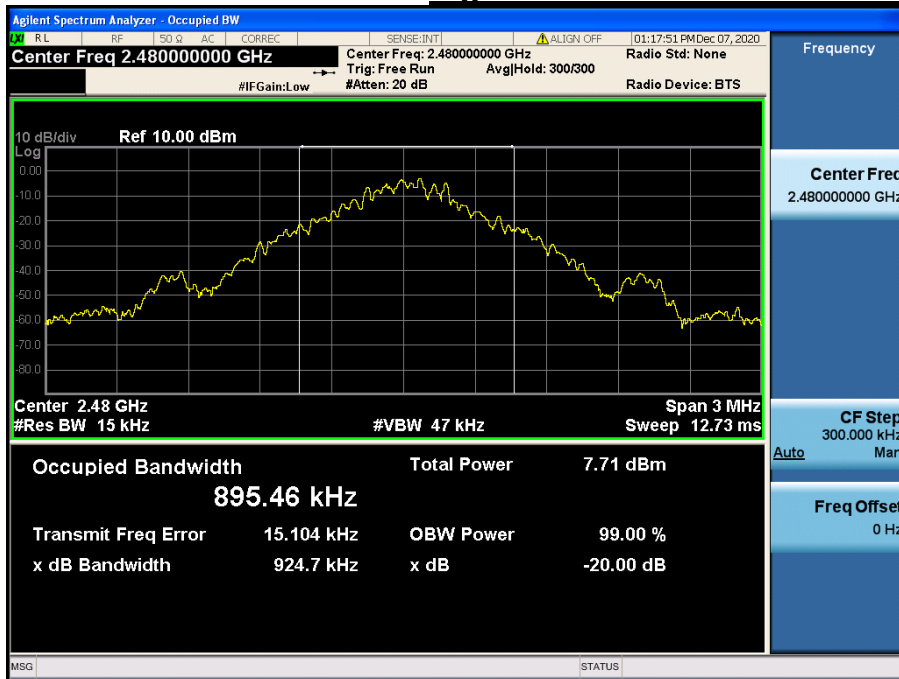 Agilent Spectrum Analyzer - Occupied BW
LXI RL RF 50 Ω AC CORREC SENSE:INT ALIGN OFF 01:17:51 PM Dec 07, 2020
Center Freq 2.480000000 GHz
Center Freq: 2.480000000 GHz Radio Std: None
Trig: Free Run Avg|Hold: 300/300
#IFGain:Low #Atten: 20 dB Radio Device: BTS
10 dB/div Ref 10.00 dBm
Log
0.00
-10.0
-20.0
-30.0
-40.0
-50.0
-60.0
-70.0
-80.0
Center 2.48 GHz Span 3 MHz
#Res BW 15 kHz #VBW 47 kHz Sweep 12.73 ms
Occupied Bandwidth Total Power 7.71 dBm
895.46 kHz
Transmit Freq Error 15.104 kHz OBW Power 99.00 %
x dB Bandwidth 924.7 kHz x dB -20.00 dB
MSG STATUS
Frequency
Center Freq
2.480000000 GHz
CF Step
300.000 kHz
Auto Man
Freq Offset
0 Hz